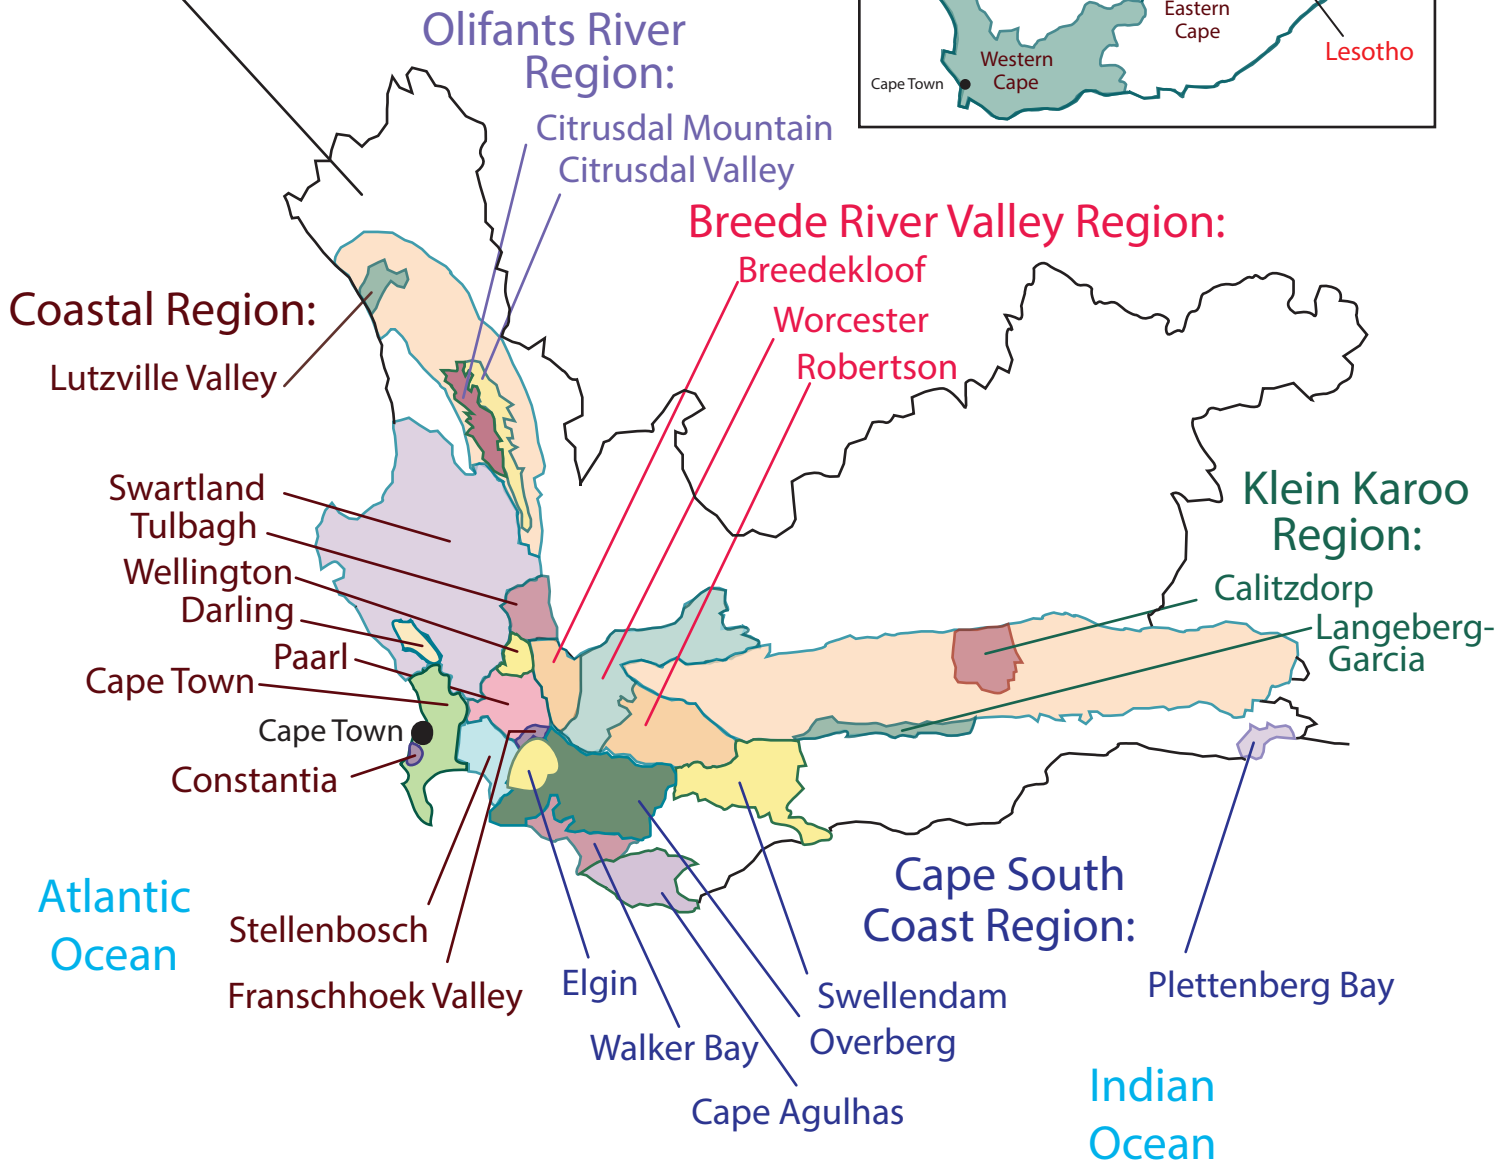 Olifants River
Region:
Citrusdal Mountain
Citrusdal Valley
Eastern
Cape
Lesotho
Western
Cape
Cape Town
Breede River Valley Region:
Breedekloof
Worcester
Robertson
Coastal Region:
Lutzville Valley
Swartland
Tulbagh
Wellington
Darling
Paarl
Cape Town
Cape Town
Constantia
Stellenbosch
Franschhoek Valley
Klein Karoo
Region:
Calitzdorp
Langeberg-
Garcia
Cape South
Coast Region:
Elgin
Walker Bay
Cape Agulhas
Swellendam
Overberg
Plettenberg Bay
Atlantic
Ocean
Indian
Ocean